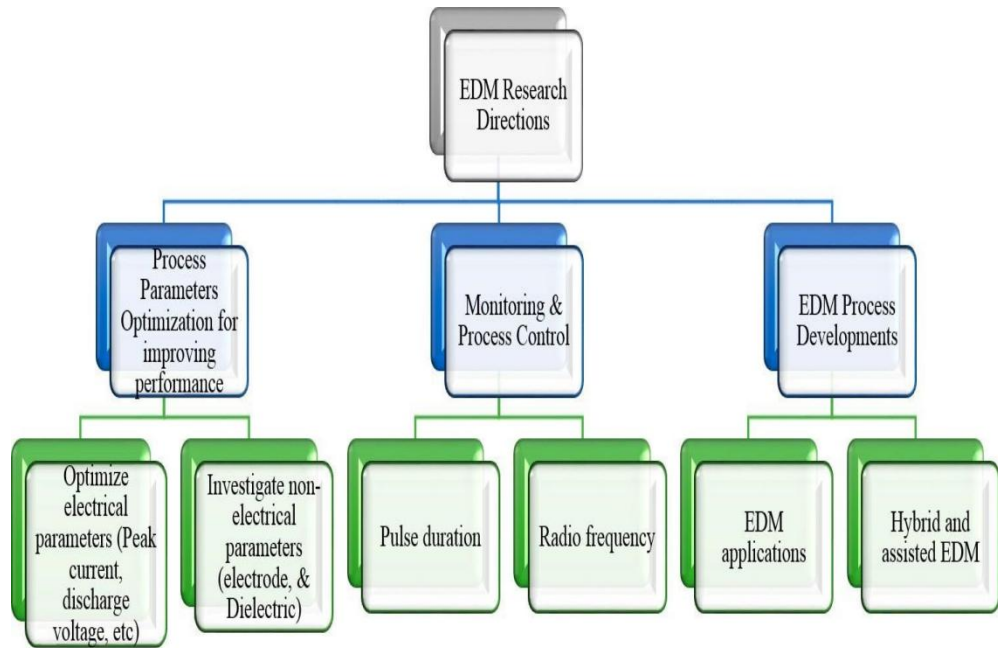 EDM Research
Directions
Process
Parameters
Optimization for
improving
performance
Monitoring &
Process Control
EDM Process
Developments
Optimize
electrical
parameters (Peak
current,
discharge
voltage, etc)
Investigate non-
electrical
parameters
(electrode, &
Dielectric)
Pulse duration
Radio frequency
EDM
applications
Hybrid and
assisted EDM